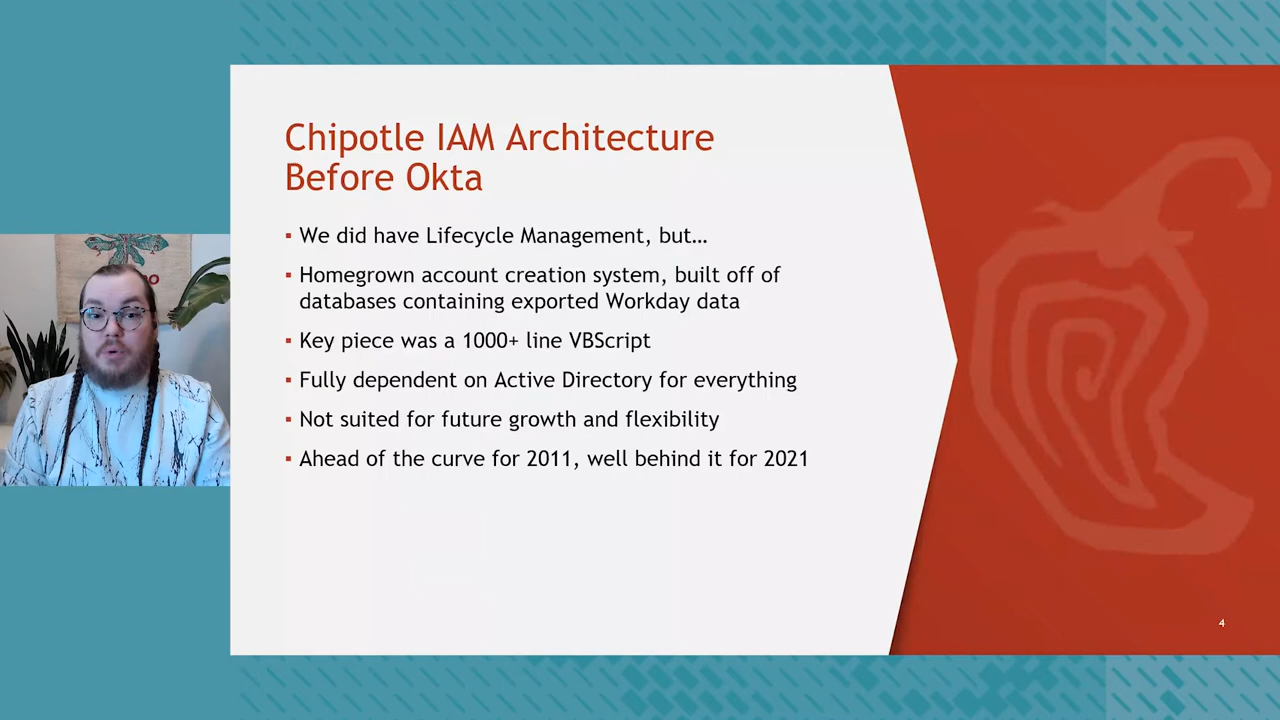 Chipotle IAM Architecture
Before Okta
▪ We did have Lifecycle Management, but…
▪ Homegrown account creation system, built off of
databases containing exported Workday data
▪ Key piece was a 1000+ line VBScript
▪ Fully dependent on Active Directory for everything
▪ Not suited for future growth and flexibility
▪ Ahead of the curve for 2011, well behind it for 2021
4